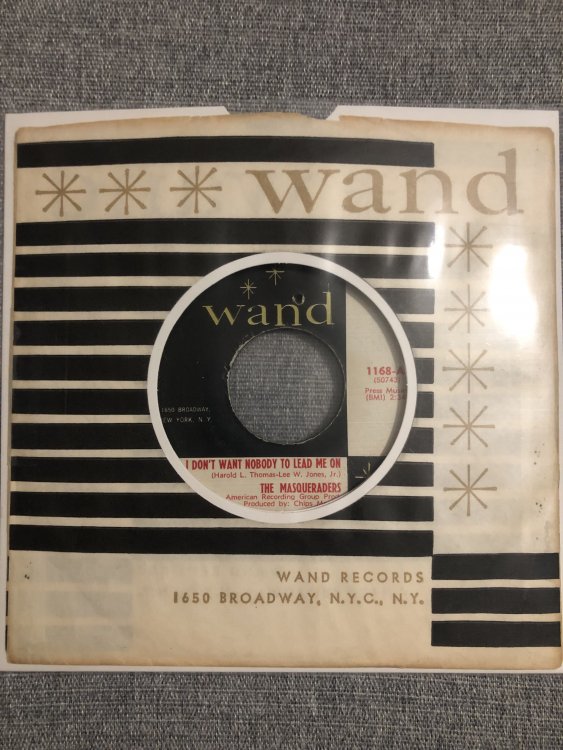 wand
wand
1168-A
(50743
Press Music
(BMI) 2:
1650 BROADWAY,
NEW YORK, N. Y.
I DON'T WANT NOBODY TO LEAD ME ON
(Harold L. Thomas-Lee W. Jones, Jr.)
THE MASQUERADERS
American Recording Group Prod
Produced by: Chips
WAND RECORDS
1650 BROADWAY, N.Y.C., N.Y.